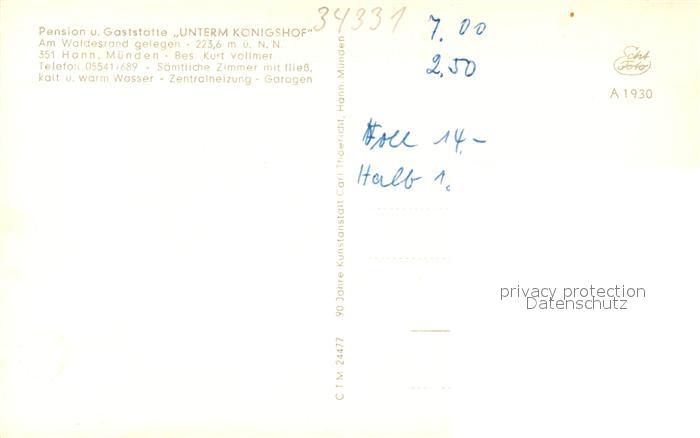 Pension u. Gaststätte „UNTERM KÖNIGSHOF"
Am Waldesrand gelegen - 223,6 m ü. N. N.
351 Hann. Münden - Bes. Kurt Vollmer
Telefon 05541/689 - Sämtliche Zimmer mit fließ.
kalt u. warm Wasser - Zentralheizung - Garagen
34331
7.00
2.50
Voll 14.-
Halb 1.
Echt
Foto
A 1930
C T M 24477 90 Jahre Kunstanstalt Carl Thoericht, Hann. Münden
privacy protection
Datenschutz